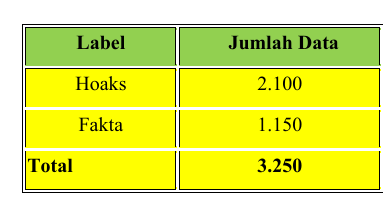 Label Jumlah Data
Hoaks 2.100
Fakta 1.150
Total 3.250